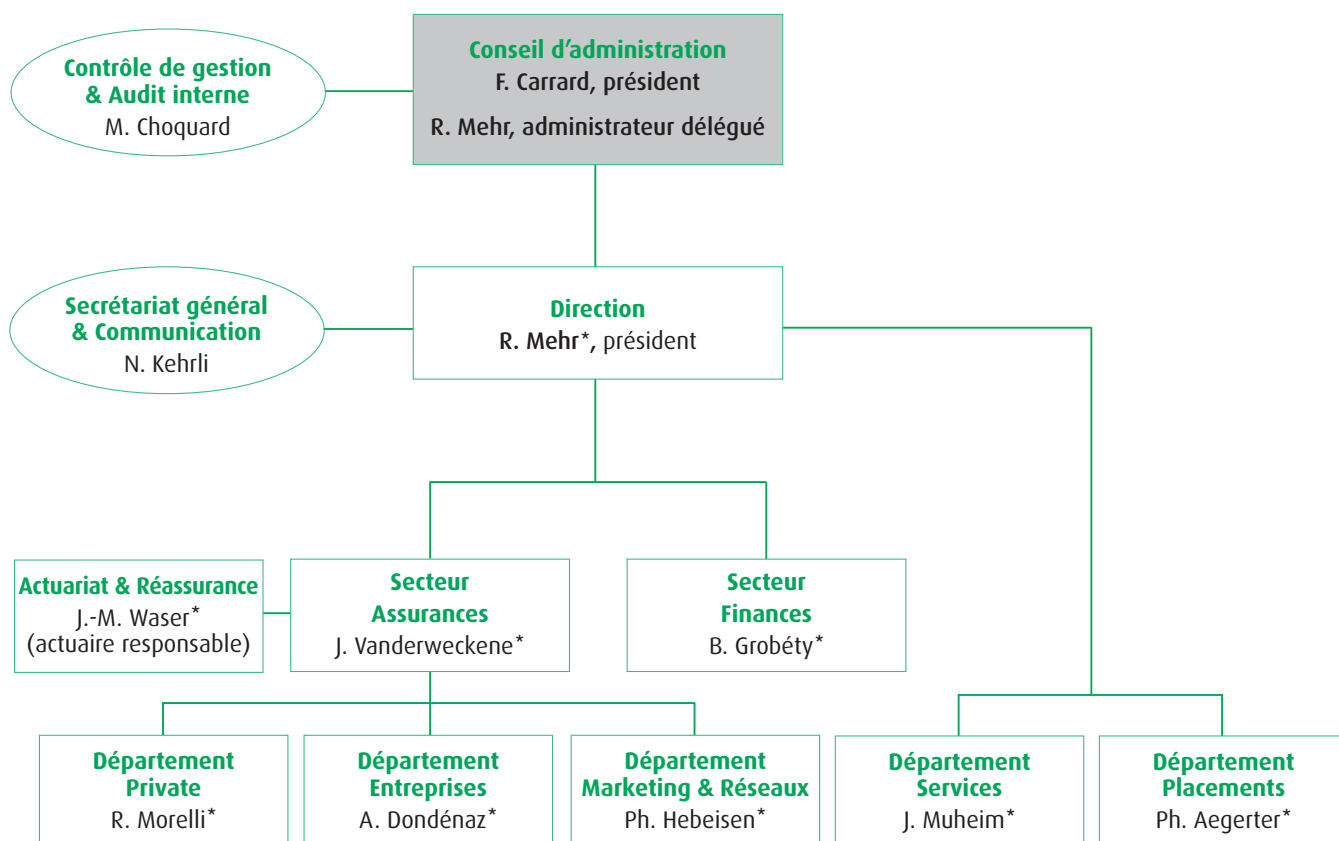 Contrôle de gestion
& Audit interne
M. Choquard
Conseil d’administration
F. Carrard, président
R. Mehr, administrateur délégué
Secrétariat général
& Communication
N. Kehrli
Direction
R. Mehr*, président
Actuariat & Réassurance
J.-M. Waser*
(actuaire responsable)
Secteur
Assurances
J. Vanderweckene*
Secteur
Finances
B. Grobéty*
Département
Private
R. Morelli*
Département
Entreprises
A. Dondénaz*
Département
Marketing & Réseaux
Ph. Hebeisen*
Département
Services
J. Muheim*
Département
Placements
Ph. Aegerter*